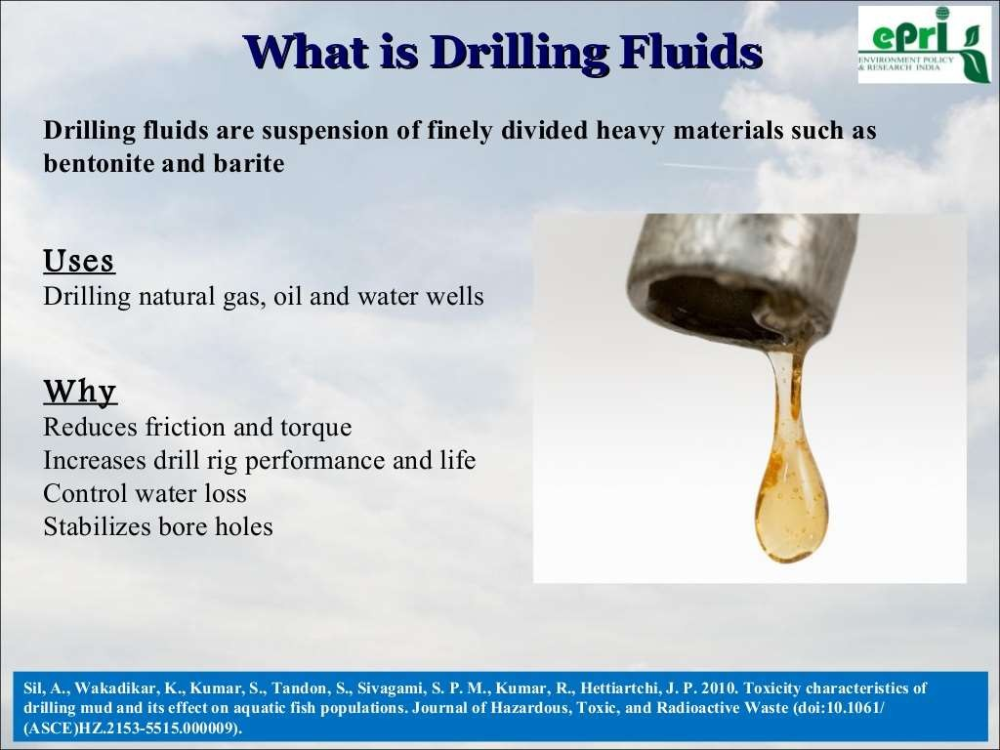 What is Drilling Fluids
epri
ENVIRONMENT POLICY
& RESEARCH INDIA
Drilling fluids are suspension of finely divided heavy materials such as
bentonite and barite
Uses
Drilling natural gas, oil and water wells
Why
Reduces friction and torque
Increases drill rig performance and life
Control water loss
Stabilizes bore holes
Sil, A., Wakadikar, K., Kumar, S., Tandon, S., Sivagami, S. P. M., Kumar, R., Hettiartchi, J. P. 2010. Toxicity characteristics of
drilling mud and its effect on aquatic fish populations. Journal of Hazardous, Toxic, and Radioactive Waste (doi:10.1061/
(ASCE)HZ.2153-5515.000009).